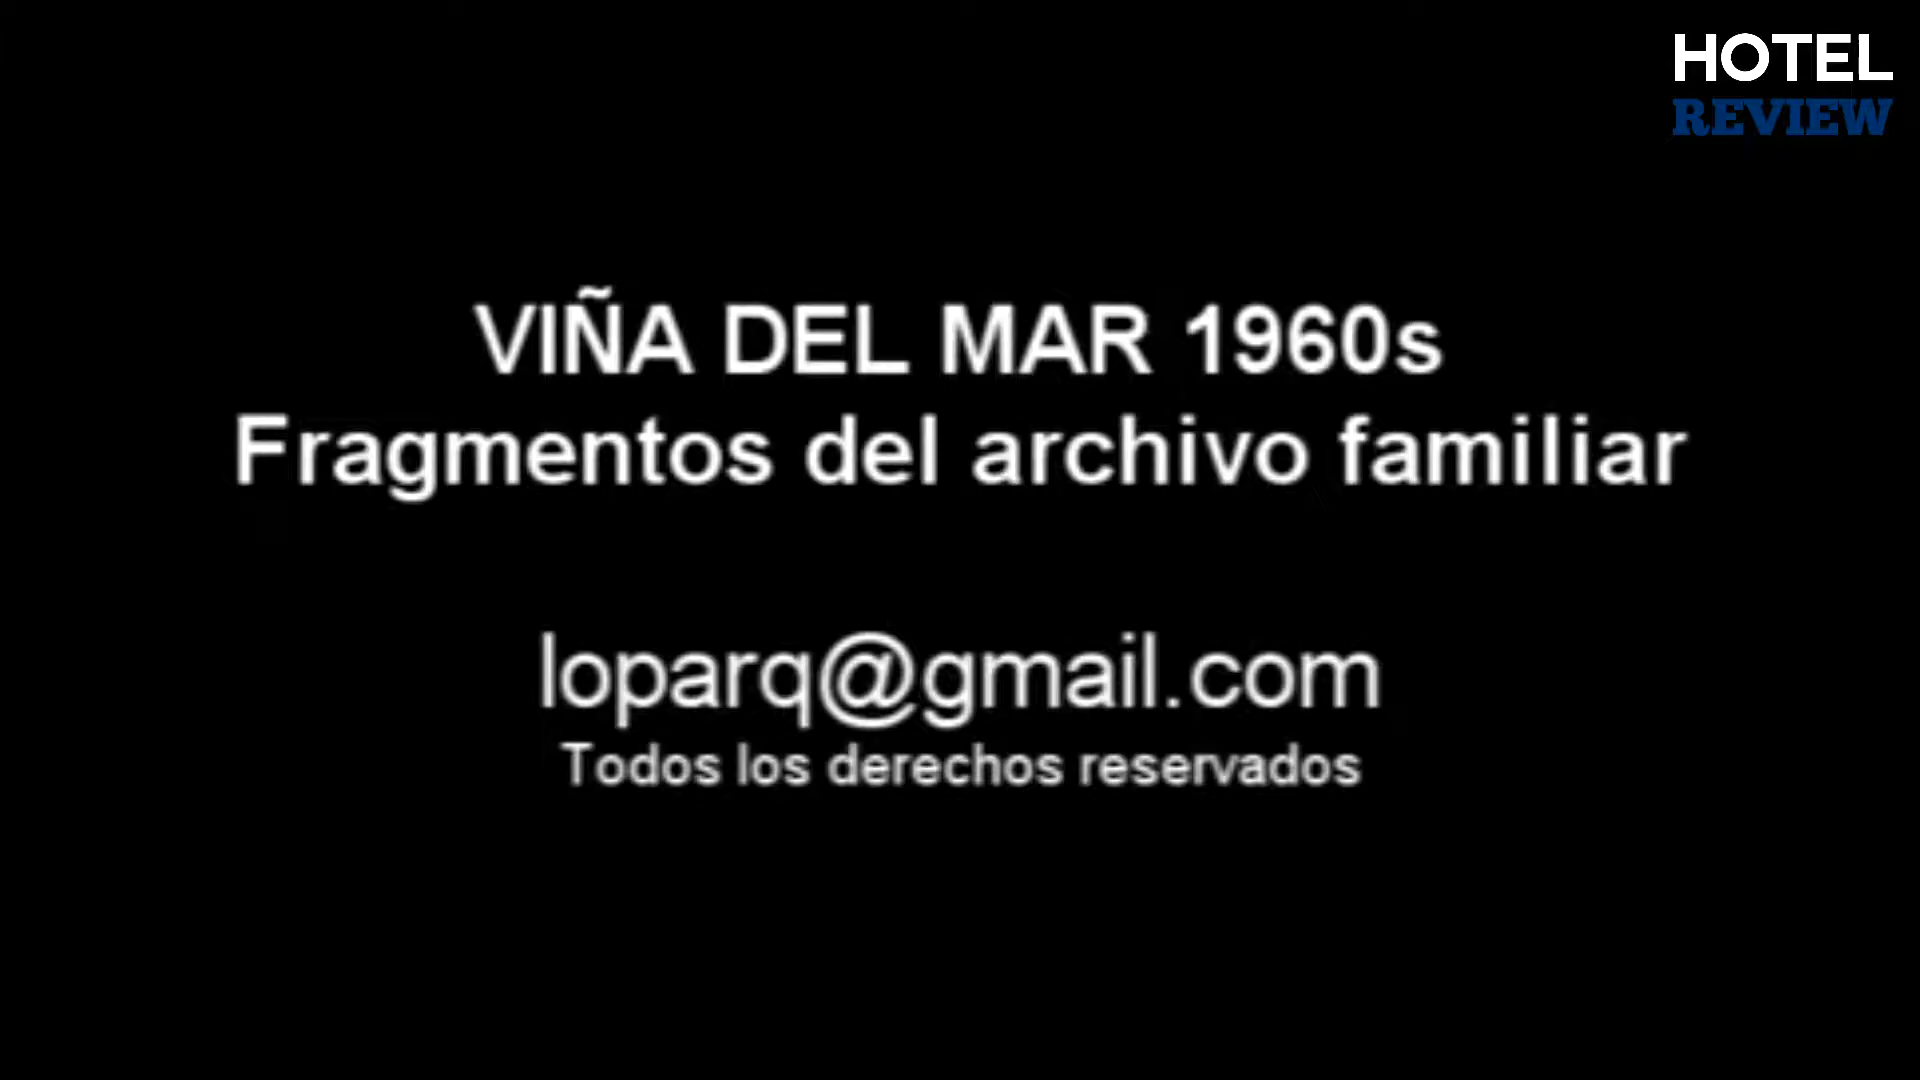 HOTEL
REVIEW
VIÑA DEL MAR 1960s
Fragmentos del archivo familiar
loparq@gmail.com
Todos los derechos reservados